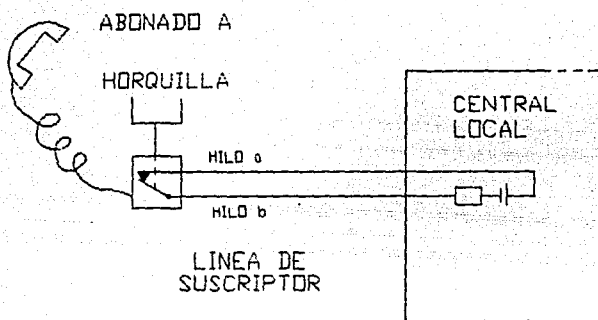 ABONADO A
HORQUILLA
CENTRAL
LOCAL
HILO a
HILO b
LINEA DE
SUSCRIPTOR